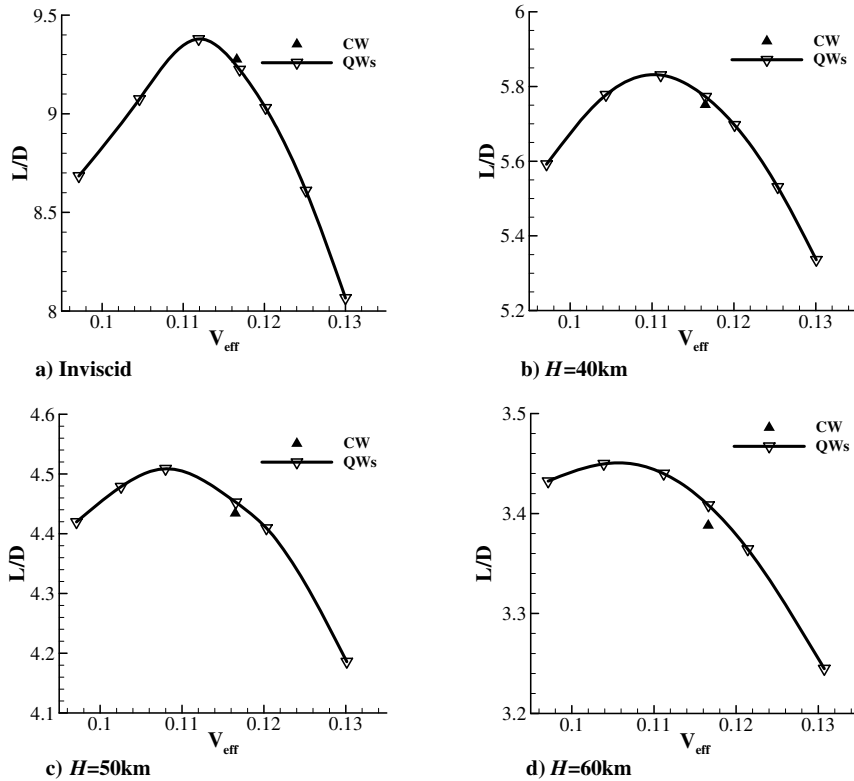 9.5
9
8.5
8
L/D
0.1 0.11 0.12 0.13
V_eff
CW
QWs
a) Inviscid
6
5.8
5.6
5.4
5.2
L/D
0.1 0.11 0.12 0.13
V_eff
CW
QWs
b) H=40km
4.6
4.5
4.4
4.3
4.2
4.1
L/D
0.1 0.11 0.12 0.13
V_eff
CW
QWs
c) H=50km
3.5
3.4
3.3
3.2
L/D
0.1 0.11 0.12 0.13
V_eff
CW
QWs
d) H=60km